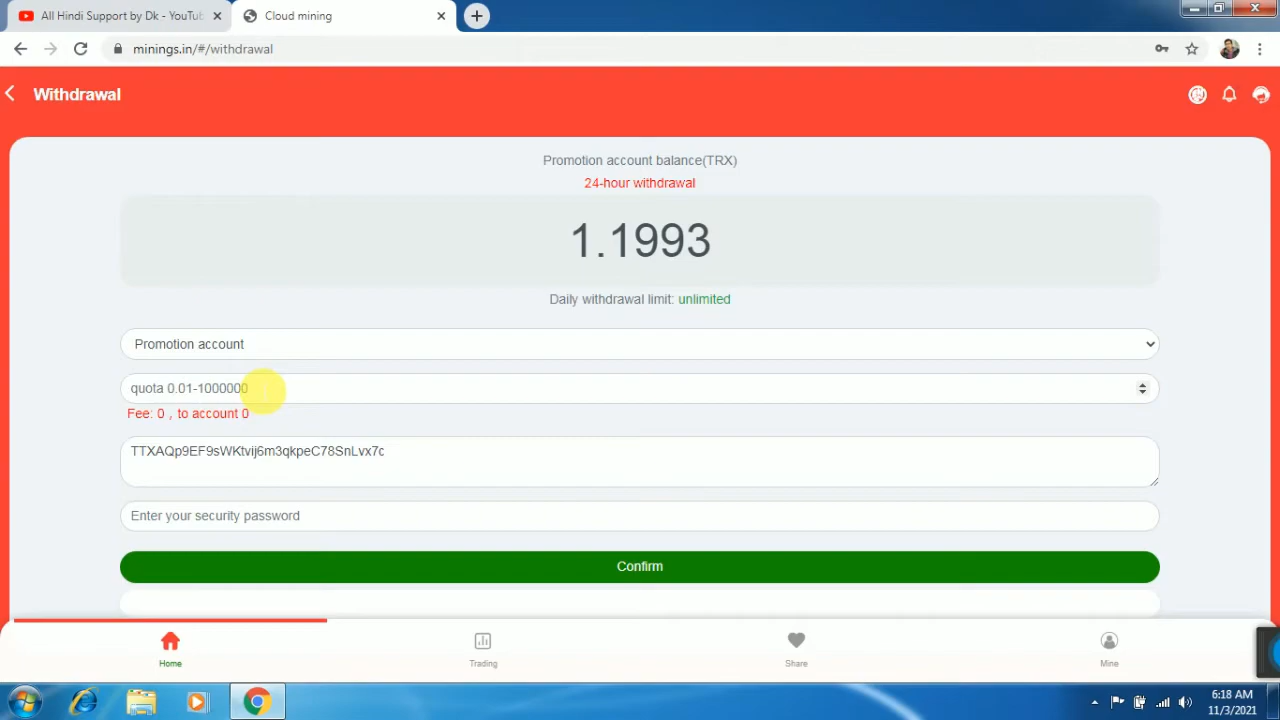 All Hindi Support by Dk - YouTub
Cloud mining
minings.in/#/withdrawal
Withdrawal
Promotion account balance(TRX)
24-hour withdrawal
1.1993
Daily withdrawal limit: unlimited
Promotion account
quota 0.01-1000000
Fee: 0 , to account 0
TTXAQp9EF9sWKtvij6m3qkpeC78SnLvx7c
Enter your security password
Confirm
Home
Trading
Share
Mine
6:18 AM
11/3/2021